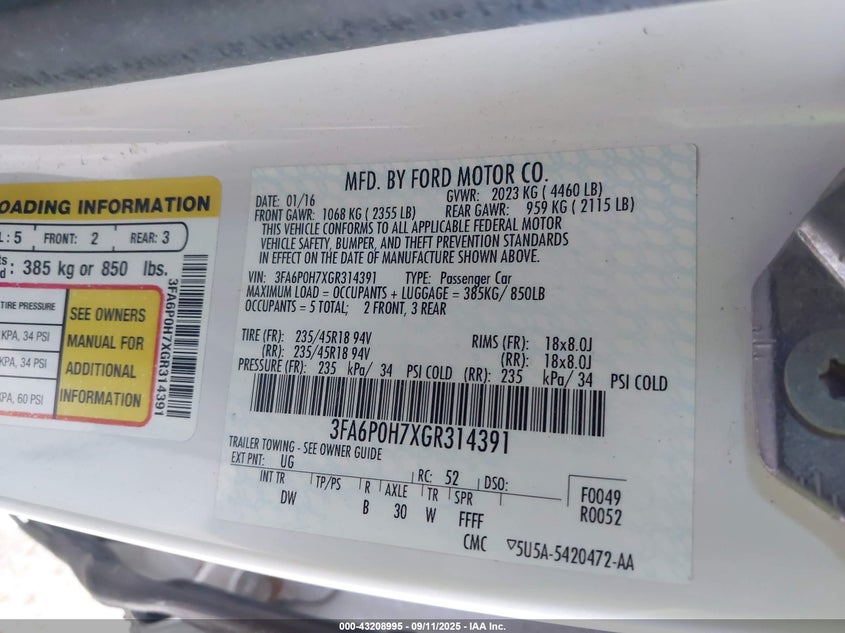 OADING INFORMATION
: 5 FRONT: 2 REAR: 3
: 385 kg or 850 lbs.
TIRE PRESSURE
KPA, 34 PSI
KPA, 34 PSI
KPA, 60 PSI
SEE OWNERS
MANUAL FOR
ADDITIONAL
INFORMATION
3FA6P0H7XGR314391
MFD. BY FORD MOTOR CO.
DATE: 01/16 GVWR: 2023 KG ( 4460 LB)
FRONT GAWR: 1068 KG ( 2355 LB) REAR GAWR: 959 KG ( 2115 LB)
THIS VEHICLE CONFORMS TO ALL APPLICABLE FEDERAL MOTOR
VEHICLE SAFETY, BUMPER, AND THEFT PREVENTION STANDARDS
IN EFFECT ON THE DATE OF MANUFACTURE SHOWN ABOVE.
VIN: 3FA6P0H7XGR314391 TYPE: Passenger Car
MAXIMUM LOAD = OCCUPANTS + LUGGAGE = 385KG/ 850LB
OCCUPANTS = 5 TOTAL; 2 FRONT, 3 REAR
TIRE (FR): 235/45R18 94V RIMS (FR): 18x8.0J
(RR): 235/45R18 94V (RR): 18x8.0J
PRESSURE (FR): 235 kPa/ 34 PSI COLD (RR): 235 kPa/ 34 PSI COLD
3FA6P0H7XGR314391
TRAILER TOWING - SEE OWNER GUIDE
EXT PNT: UG RC: 52 DSO:
INT TR TP/PS R AXLE TR SPR F0049
DW B 30 W FFFF R0052
CMC ▽5U5A-5420472-AA
000-43208995 - 09/11/2025 - IAA Inc.